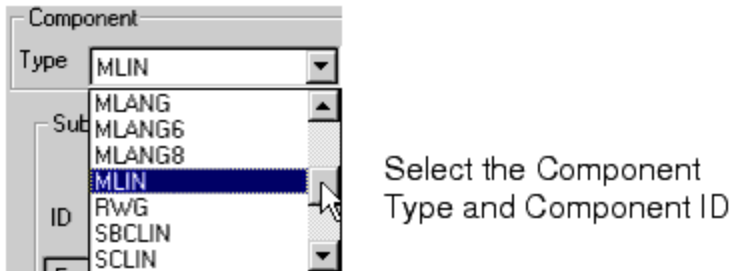 Component
Type MLIN
MLANG
Sub MLANG6
MLANG8
MLIN
ID RWG
SBCLIN
SCLIN
Select the Component
Type and Component ID